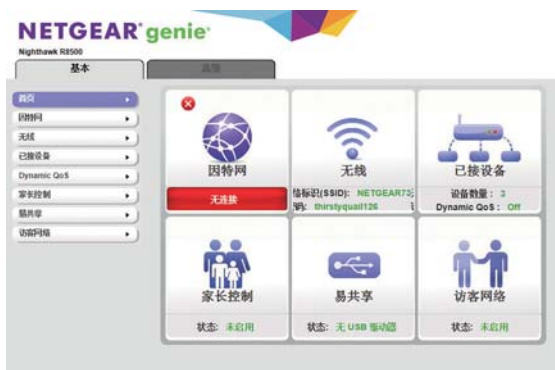 NETGEAR® genie®
Nighthawk R8500
基本
高级
首页
因特网
无线
已接设备
Dynamic QoS
家长控制
易共享
访客网络
因特网
无连接
无线
络标识(SSID): NETGEAR73
thirstyquail126
已接设备
设备数量: 3
Dynamic QoS: Off
家长控制
状态: 未启用
易共享
状态: 无 USB 驱动器
访客网络
状态: 未启用